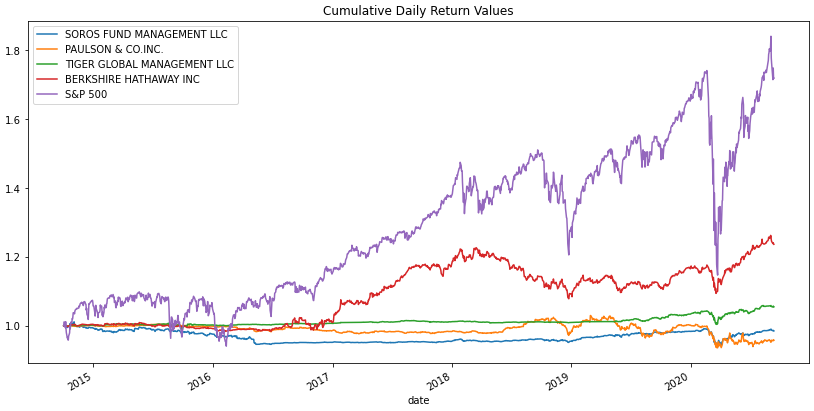 Cumulative Daily Return Values
SOROS FUND MANAGEMENT LLC
PAULSON & CO.INC.
TIGER GLOBAL MANAGEMENT LLC
BERKSHIRE HATHAWAY INC
S&P 500
1.8
1.6
1.4
1.2
1.0
2015
2016
2017
2018
2019
2020
date